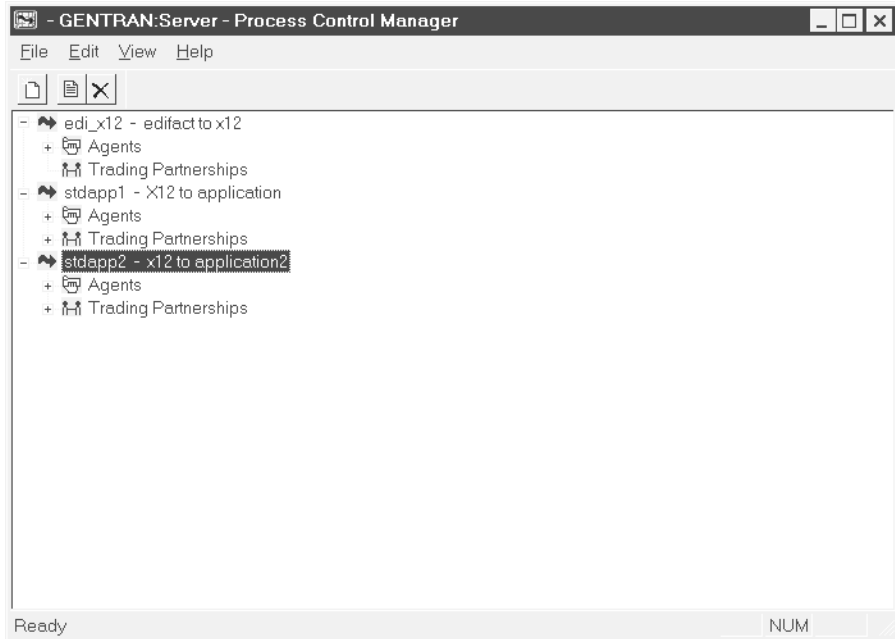 - GENTRAN:Server - Process Control Manager
File Edit View Help
edi_x12 - edifact to x12
Agents
Trading Partnerships
stdapp1 - X12 to application
Agents
Trading Partnerships
stdapp2 - x12 to application2
Agents
Trading Partnerships
Ready NUM